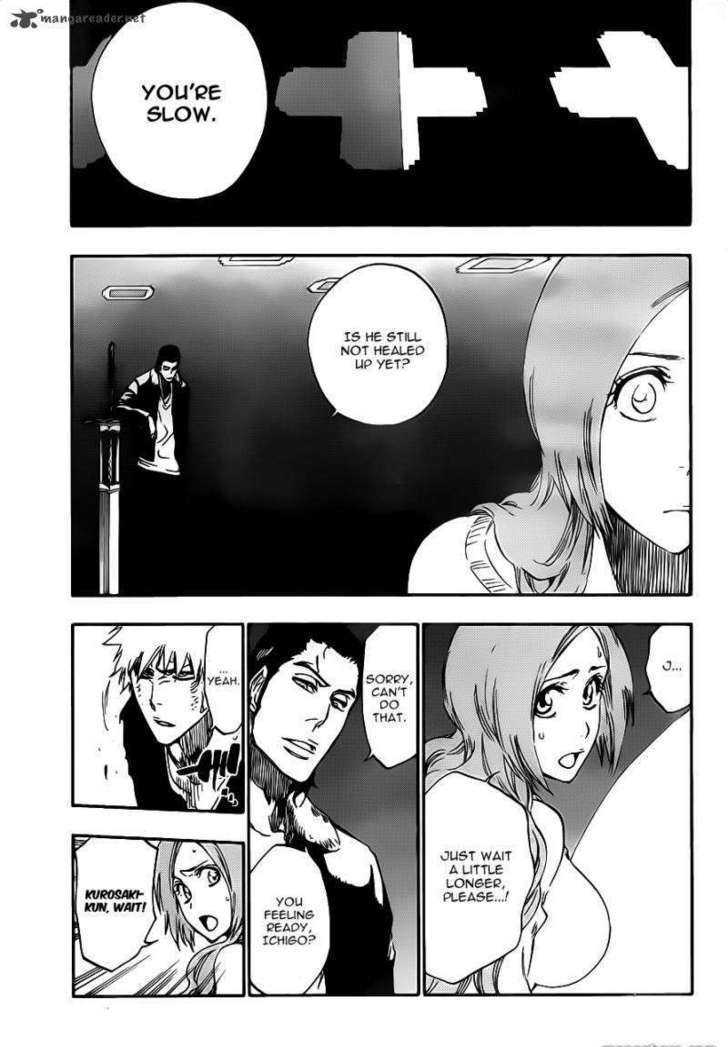 mangareader.net
YOU'RE
SLOW.
IS HE STILL
NOT HEALED
UP YET?
J...
JUST WAIT
A LITTLE
LONGER,
PLEASE...!
SORRY,
CAN'T
DO
THAT.
YOU
FEELING
READY,
ICHIGO?
...
YEAH.
KUROSAKI-
KUN, WAIT!